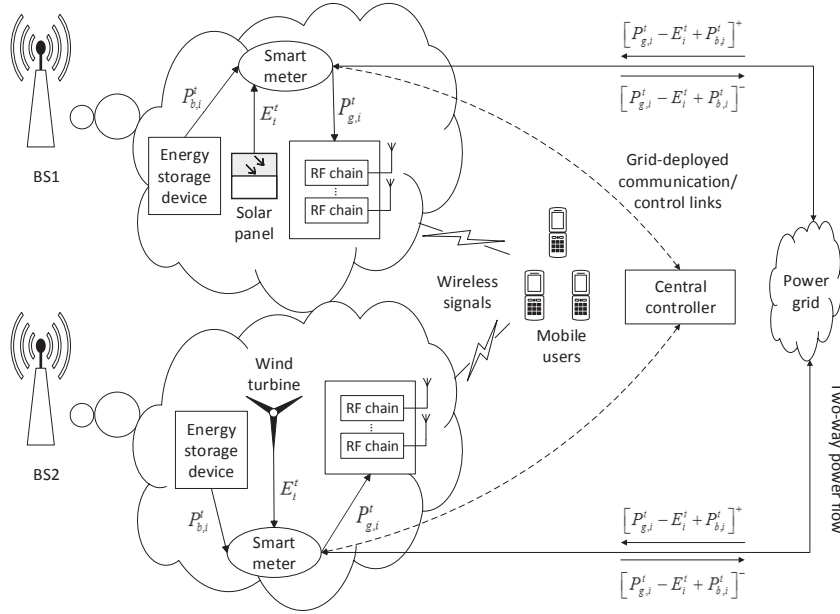 BS1
Smart
meter
P^t_{b,i}
E^t_i
P^t_{g,i}
Energy
storage
device
Solar
panel
RF chain
...
RF chain
[P^t_{g,i} − E^t_i + P^t_{b,i}]^+
[P^t_{g,i} − E^t_i + P^t_{b,i}]^−
Grid-deployed
communication/
control links
Wireless
signals
Mobile
users
Central
controller
Power
grid
BS2
Wind
turbine
Energy
storage
device
RF chain
...
RF chain
P^t_{b,i}
E^t_i
P^t_{g,i}
Smart
meter
[P^t_{g,i} − E^t_i + P^t_{b,i}]^+
[P^t_{g,i} − E^t_i + P^t_{b,i}]^−
Two-way power flow